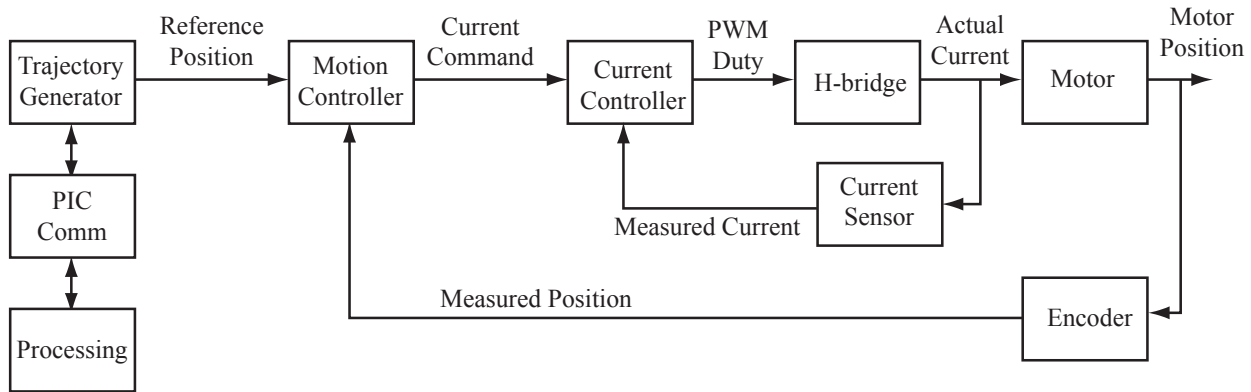 Trajectory
Generator
Reference
Position
Motion
Controller
Current
Command
Current
Controller
PWM
Duty
H-bridge
Actual
Current
Motor
Motor
Position
PIC
Comm
Current
Sensor
Measured Current
Measured Position
Encoder
Processing